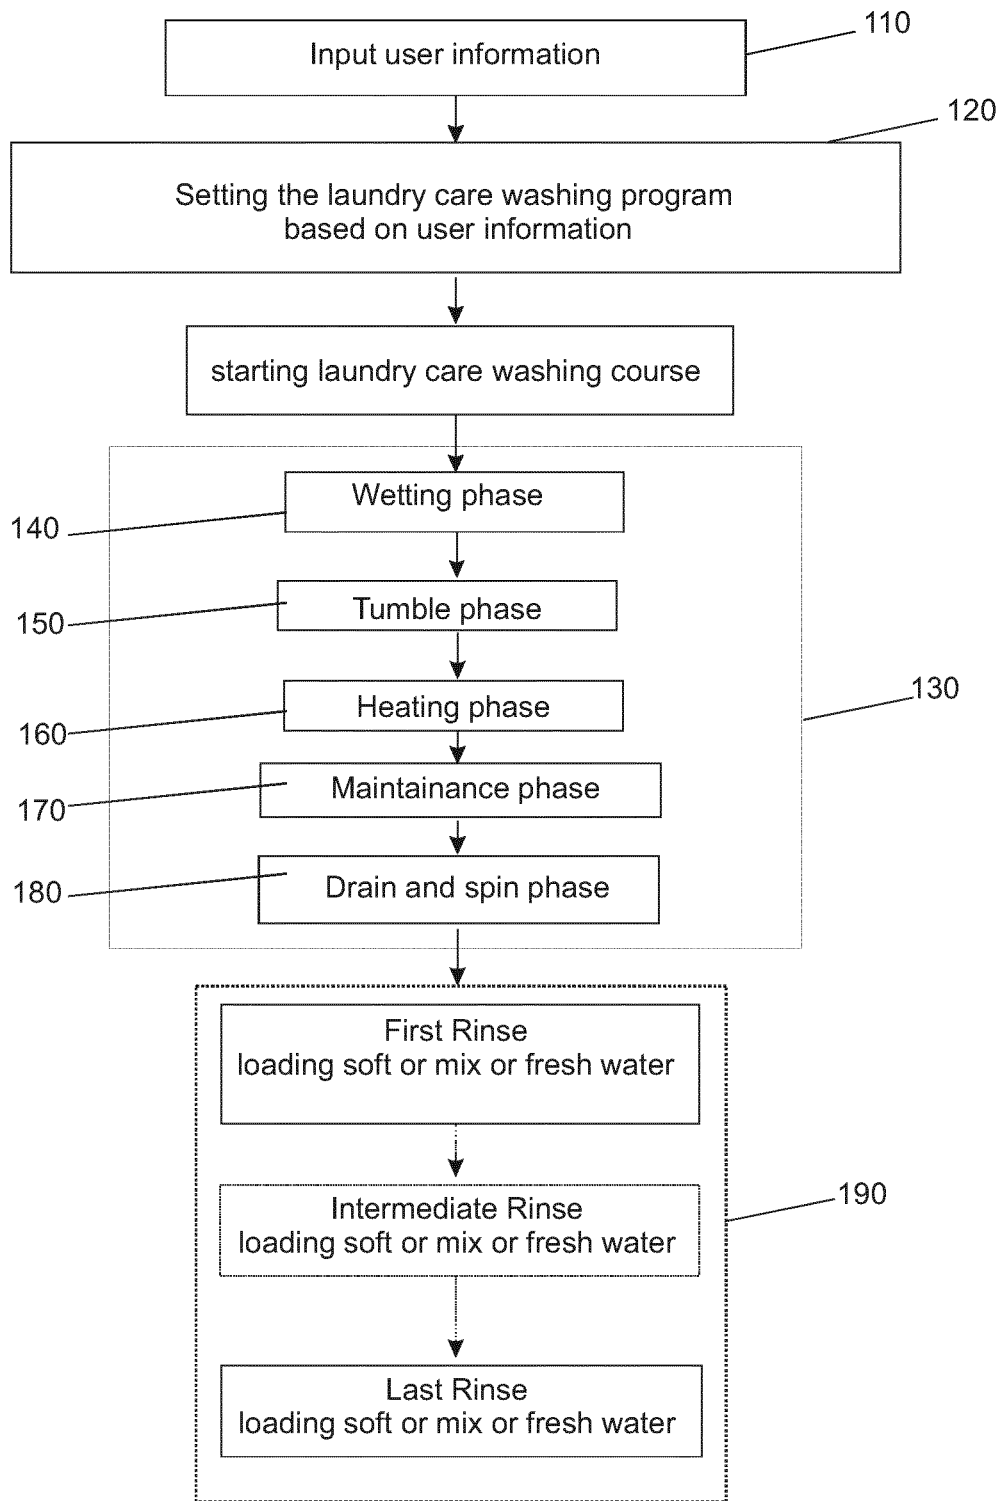 Input user information
110
120
Setting the laundry care washing program
based on user information
starting laundry care washing course
Wetting phase
140
Tumble phase
150
130
Heating phase
160
Maintainance phase
170
Drain and spin phase
180
First Rinse
loading soft or mix or fresh water
190
Intermediate Rinse
loading soft or mix or fresh water
Last Rinse
loading soft or mix or fresh water